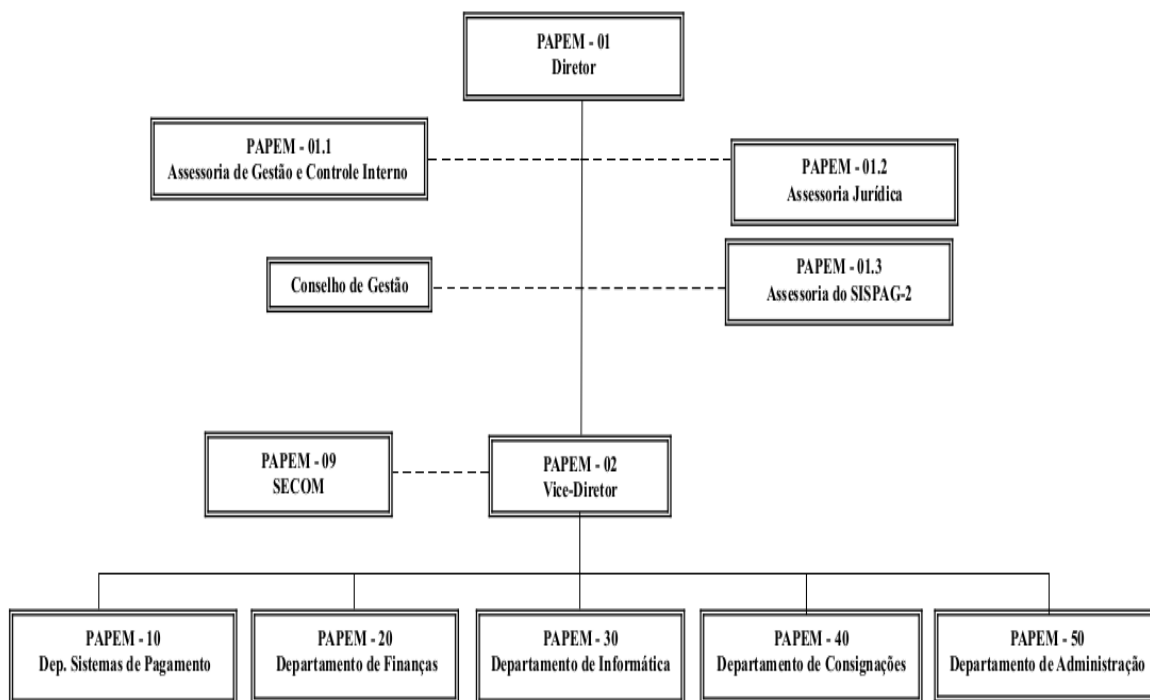 PAPEM - 01
Diretor
PAPEM - 01.1
Assessoria de Gestão e Controle Interno
PAPEM - 01.2
Assessoria Jurídica
Conselho de Gestão
PAPEM - 01.3
Assessoria do SISPAG-2
PAPEM - 09
SECOM
PAPEM - 02
Vice-Diretor
PAPEM - 10
Dep. Sistemas de Pagamento
PAPEM - 20
Departamento de Finanças
PAPEM - 30
Departamento de Informática
PAPEM - 40
Departamento de Consignações
PAPEM - 50
Departamento de Administração